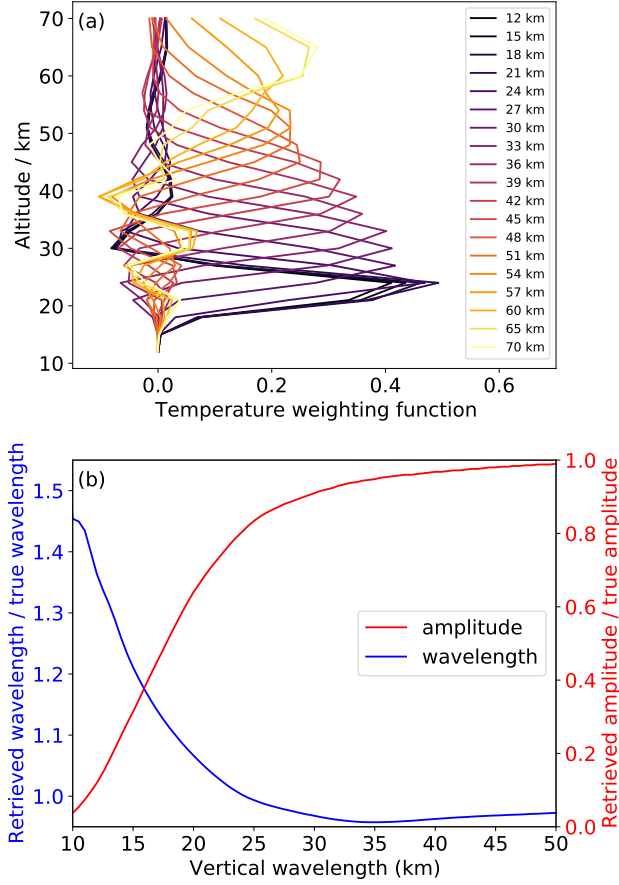 (a)
70
60
50
40
30
20
10
Altitude / km
0.0 0.2 0.4 0.6
Temperature weighting function
12 km
15 km
18 km
21 km
24 km
27 km
30 km
33 km
36 km
39 km
42 km
45 km
48 km
51 km
54 km
57 km
60 km
65 km
70 km
(b)
Retrieved wavelength / true wavelength
1.5
1.4
1.3
1.2
1.1
1.0
amplitude
wavelength
1.0
0.8
0.6
0.4
0.2
0.0
Retrieved amplitude / true amplitude
10 15 20 25 30 35 40 45 50
Vertical wavelength (km)